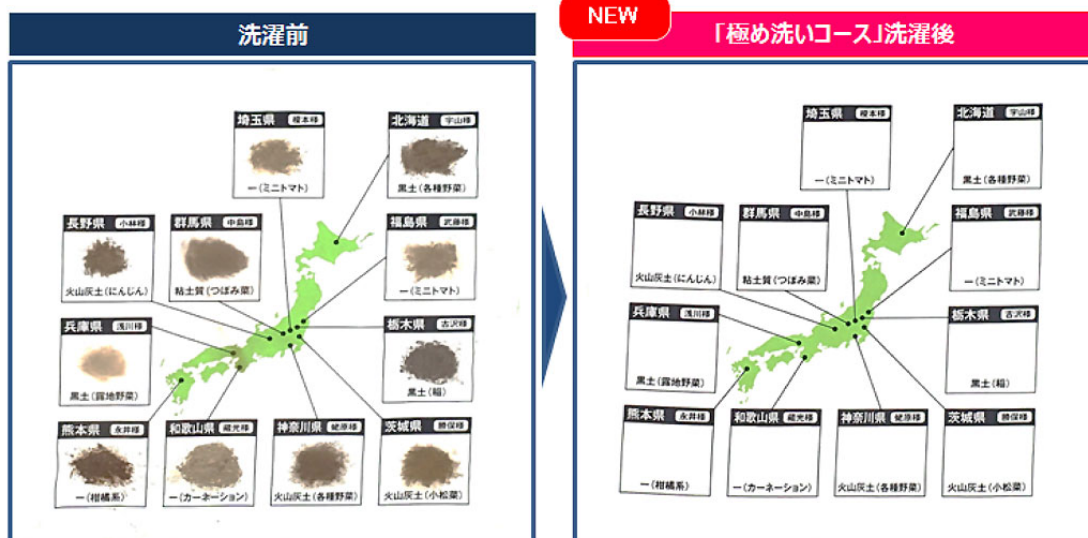 洗濯前
埼玉県 榎本様
一(ミニトマト)
北海道 宇山様
黒土(各種野菜)
長野県 小林様
火山灰土(にんじん)
群馬県 中島様
粘土質(つぼみ菜)
福島県 武藤様
一(ミニトマト)
兵庫県 浅川様
黒土(露地野菜)
栃木県 古沢様
黒土(稲)
熊本県 永井様
一(柑橘系)
和歌山県 蔵光様
一(カーネーション)
神奈川県 蛯原様
火山灰土(各種野菜)
茨城県 勝俣様
火山灰土(小松菜)
NEW
「極め洗いコース」洗濯後
埼玉県 榎本様
一(ミニトマト)
北海道 宇山様
黒土(各種野菜)
長野県 小林様
火山灰土(にんじん)
群馬県 中島様
粘土質(つぼみ菜)
福島県 武藤様
一(ミニトマト)
兵庫県 浅川様
黒土(露地野菜)
栃木県 古沢様
黒土(稲)
熊本県 永井様
一(柑橘系)
和歌山県 蔵光様
一(カーネーション)
神奈川県 蛯原様
火山灰土(各種野菜)
茨城県 勝俣様
火山灰土(小松菜)